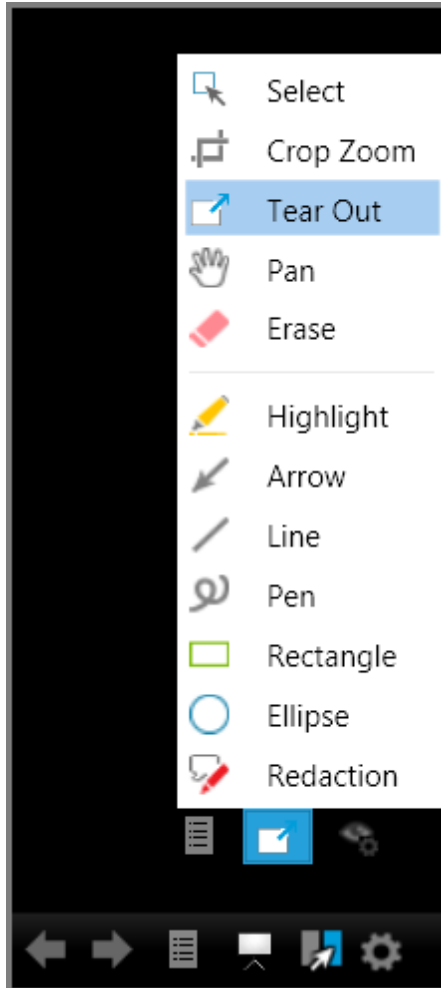 Select
Crop Zoom
Tear Out
Pan
Erase
Highlight
Arrow
Line
Pen
Rectangle
Ellipse
Redaction